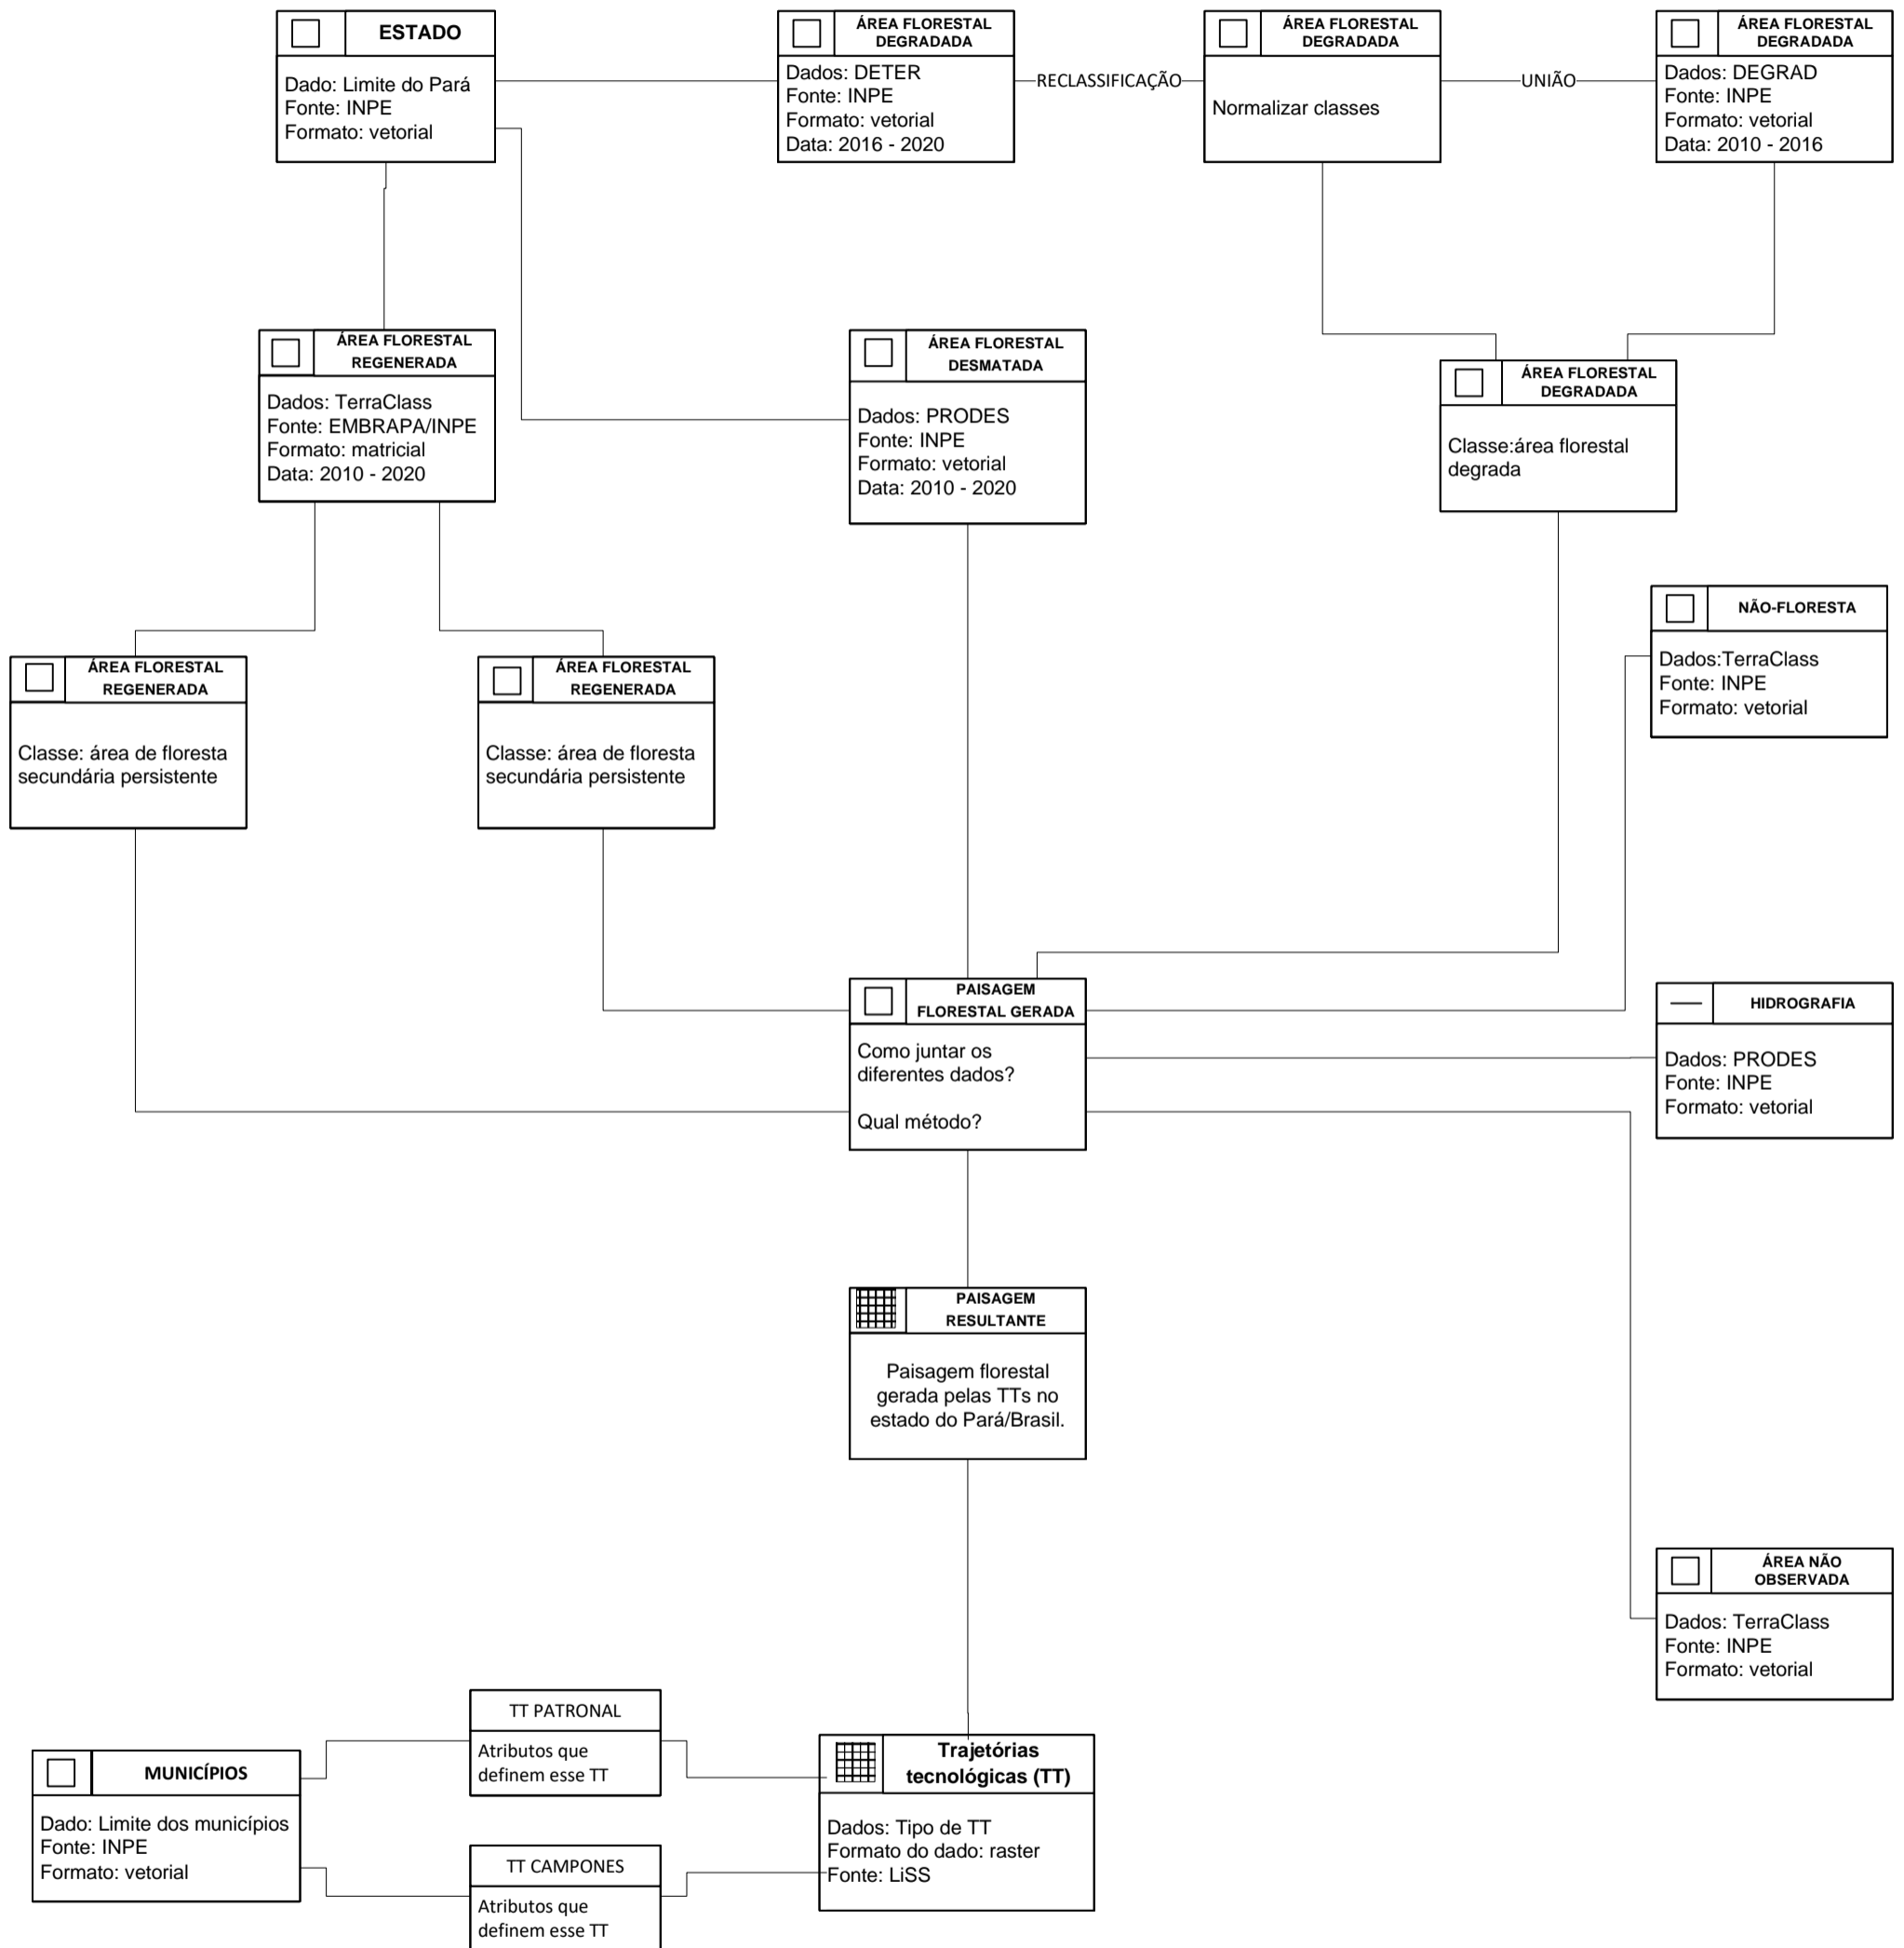 ESTADO
Dado: Limite do Pará
Fonte: INPE
Formato: vetorial
ÁREA FLORESTAL
DEGRADADA
Dados: DETER
Fonte: INPE
Formato: vetorial
Data: 2016 - 2020
RECLASSIFICAÇÃO
ÁREA FLORESTAL
DEGRADADA
Normalizar classes
UNIÃO
ÁREA FLORESTAL
DEGRADADA
Dados: DEGRAD
Fonte: INPE
Formato: vetorial
Data: 2010 - 2016
ÁREA FLORESTAL
REGENERADA
Dados: TerraClass
Fonte: EMBRAPA/INPE
Formato: matricial
Data: 2010 - 2020
ÁREA FLORESTAL
DESMATADA
Dados: PRODES
Fonte: INPE
Formato: vetorial
Data: 2010 - 2020
ÁREA FLORESTAL
DEGRADADA
Classe:área florestal
degrada
NÃO-FLORESTA
Dados:TerraClass
Fonte: INPE
Formato: vetorial
ÁREA FLORESTAL
REGENERADA
Classe: área de floresta
secundária persistente
ÁREA FLORESTAL
REGENERADA
Classe: área de floresta
secundária persistente
PAISAGEM
FLORESTAL GERADA
Como juntar os
diferentes dados?
Qual método?
HIDROGRAFIA
Dados: PRODES
Fonte: INPE
Formato: vetorial
PAISAGEM
RESULTANTE
Paisagem florestal
gerada pelas TTs no
estado do Pará/Brasil.
ÁREA NÃO
OBSERVADA
Dados: TerraClass
Fonte: INPE
Formato: vetorial
TT PATRONAL
Atributos que
definem esse TT
MUNICÍPIOS
Dado: Limite dos municípios
Fonte: INPE
Formato: vetorial
TT CAMPONES
Atributos que
definem esse TT
Trajetórias
tecnológicas (TT)
Dados: Tipo de TT
Formato do dado: raster
Fonte: LiSS